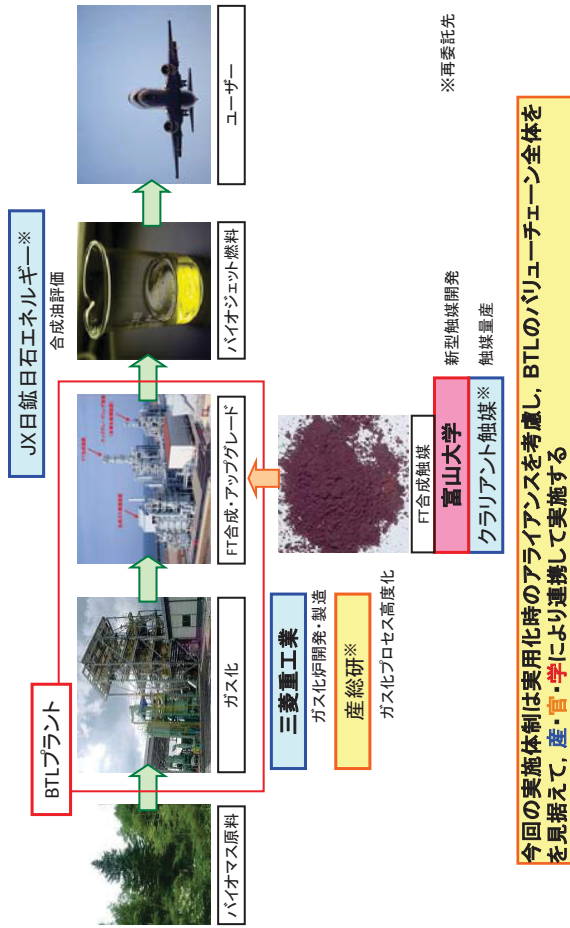 JX日鉱日石エネルギー※
合成油評価
BTLプラント
バイオマス原料
ガス化
FT合成・アップグレード
バイオジェット燃料
ユーザー
三菱重工業
ガス化炉開発・製造
産総研※
ガス化プロセス高度化
FT合成触媒
富山大学
新型触媒開発
クラリアント触媒※
触媒量産
※再委託先
今回の実施体制は実用化時のアライアンスを考慮し，BTLのバリューチェーン全体を
を見据えて，産・官・学により連携して実施する